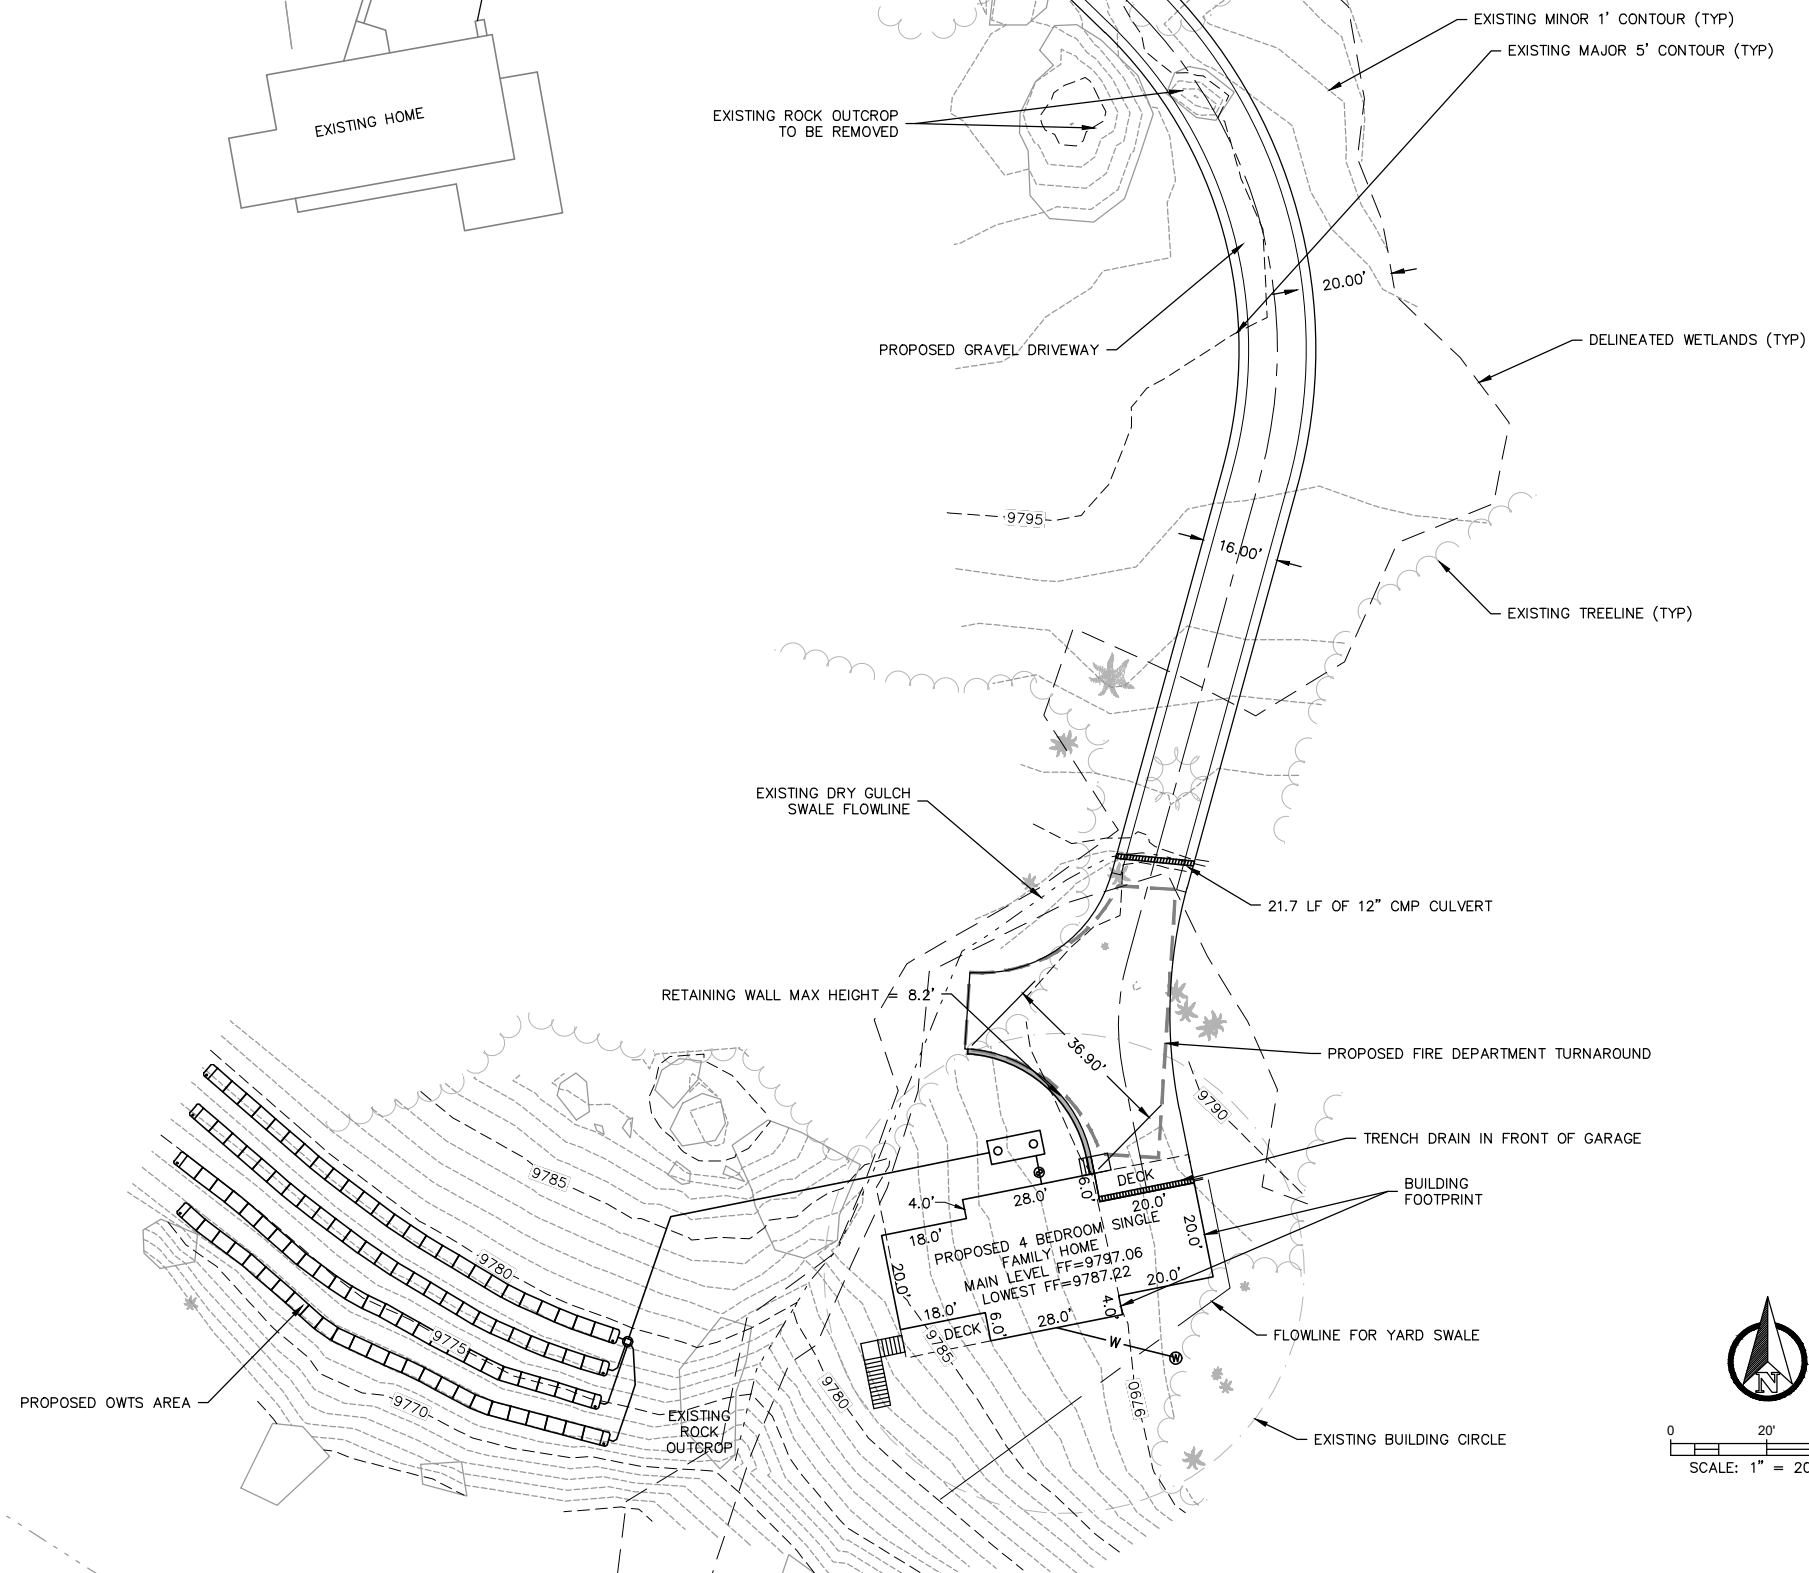 EXISTING MINOR 1' CONTOUR (TYP)
EXISTING MAJOR 5' CONTOUR (TYP)
EXISTING HOME
EXISTING ROCK OUTCROP
TO BE REMOVED
20.00'
PROPOSED GRAVEL DRIVEWAY
DELINEATED WETLANDS (TYP)
9795
16.00'
EXISTING TREELINE (TYP)
EXISTING DRY GULCH
SWALE FLOWLINE
21.7 LF OF 12" CMP CULVERT
RETAINING WALL MAX HEIGHT = 8.2'
36.90'
PROPOSED FIRE DEPARTMENT TURNAROUND
9790
TRENCH DRAIN IN FRONT OF GARAGE
9785
DECK
6.0'
4.0'
28.0'
20.0'
BUILDING
FOOTPRINT
18.0'
20.0'
PROPOSED 4 BEDROOM SINGLE
FAMILY HOME
MAIN LEVEL FF=9797.06
LOWEST FF=9787.22
20.0'
20.0'
9780
4.0'
18.0'
6.0'
28.0'
DECK
9785
W
W
FLOWLINE FOR YARD SWALE
9775
9780
9790
PROPOSED OWTS AREA
9770
EXISTING
ROCK
OUTCROP
EXISTING BUILDING CIRCLE
N
0
20'
SCALE: 1" = 20